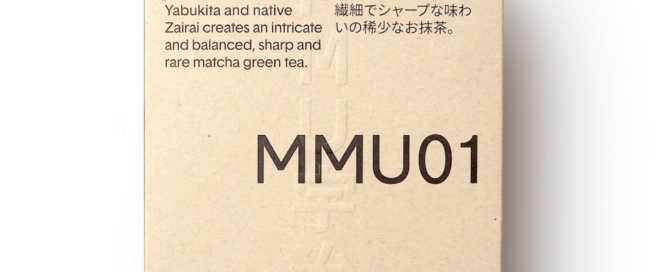 Yabukita and native
Zairai creates an intricate
and balanced, sharp and
rare matcha green tea.
繊細でシャープな味わ
いの稀少なお抹茶。
MMU01